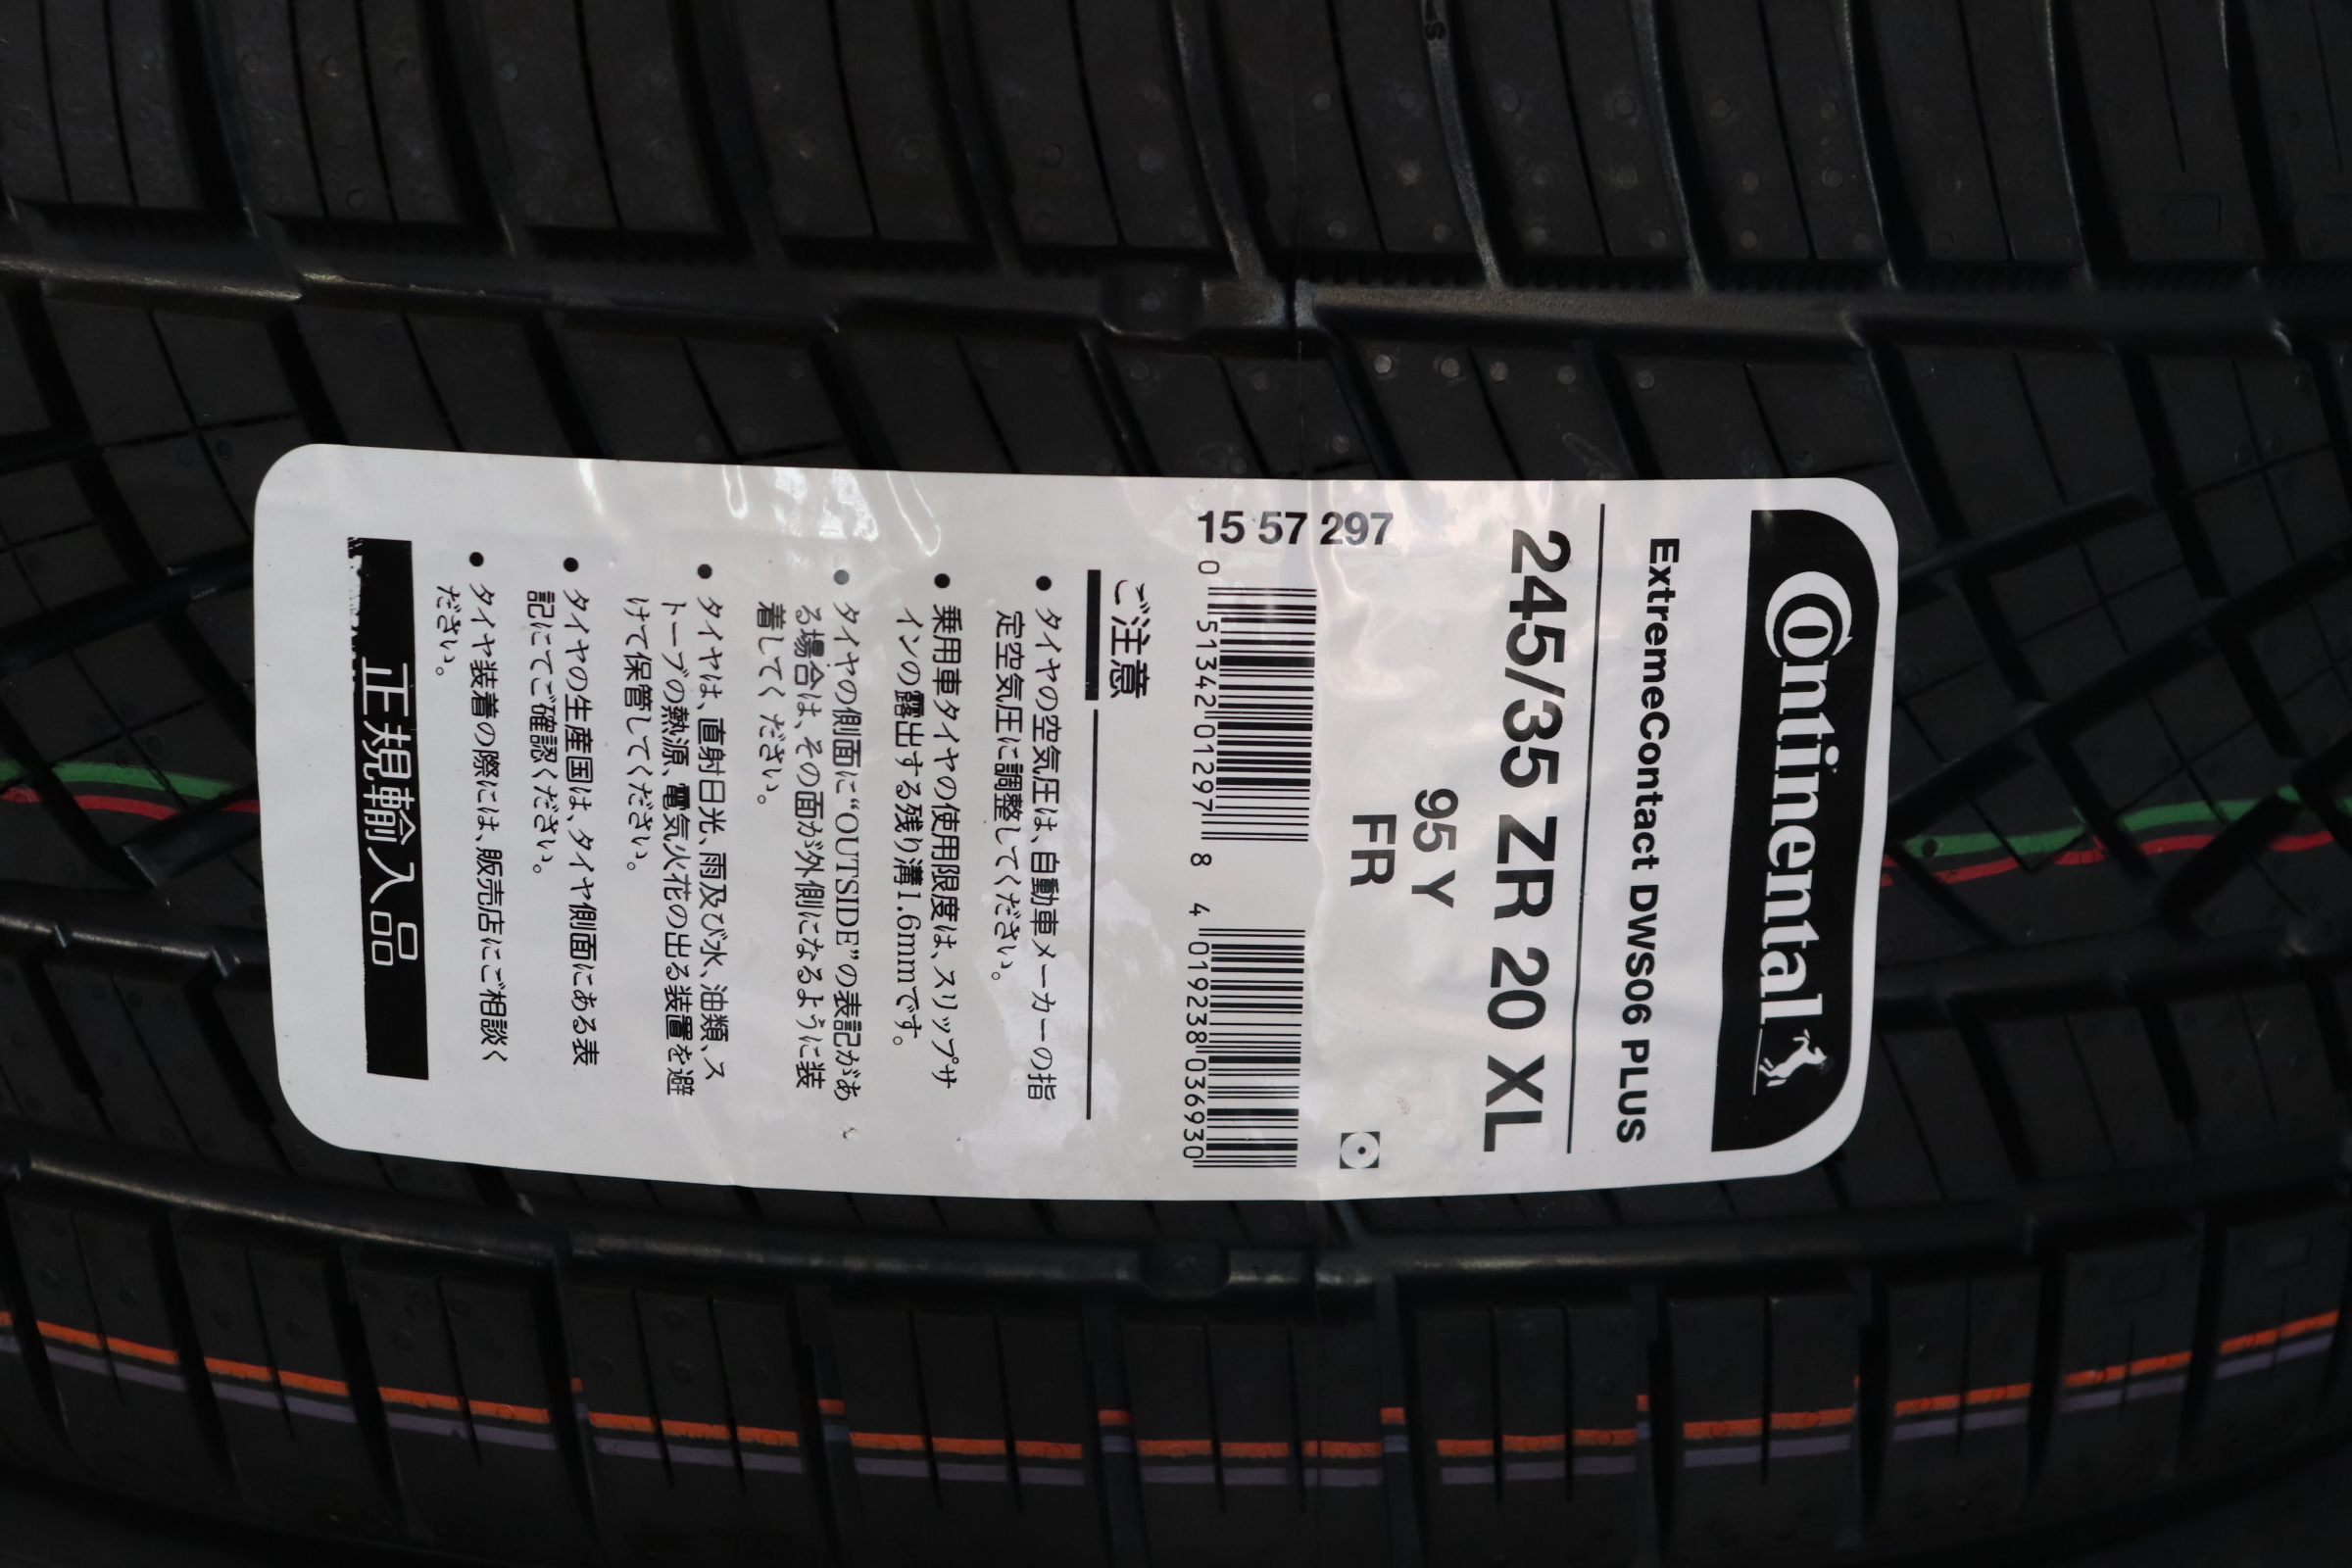 Continental
ExtremeContact DWS06 PLUS
245/35 ZR 20 XL
95 Y
FR
15 57 297
0 51342 01297 8
4 019238 036930
ご注意
● タイヤの空気圧は、自動車メーカーの指
定空気圧に調整してください。
● 乗用車タイヤの使用限度は、スリップサ
インの露出する残り溝1.6mmです。
● タイヤの側面に“OUTSIDE”の表記があ
る場合は、その面が外側になるように装
着してください。
● タイヤは、直射日光、雨及び水、油類、ス
トーブの熱源、電気火花の出る装置を避
けて保管してください。
● タイヤの生産国は、タイヤ側面にある表
記にてご確認ください。
● タイヤ装着の際には、販売店にご相談く
ださい。
正規輸入品